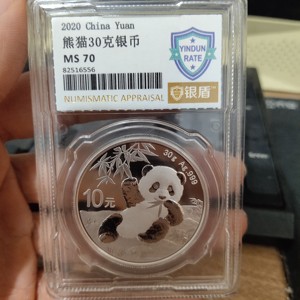 2020 China Yuan
熊猫30克银币
MS 70
82516556
NUMISMATIC APPRAISAL
YINDUN
RATE
银盾
30g Ag.999
10元